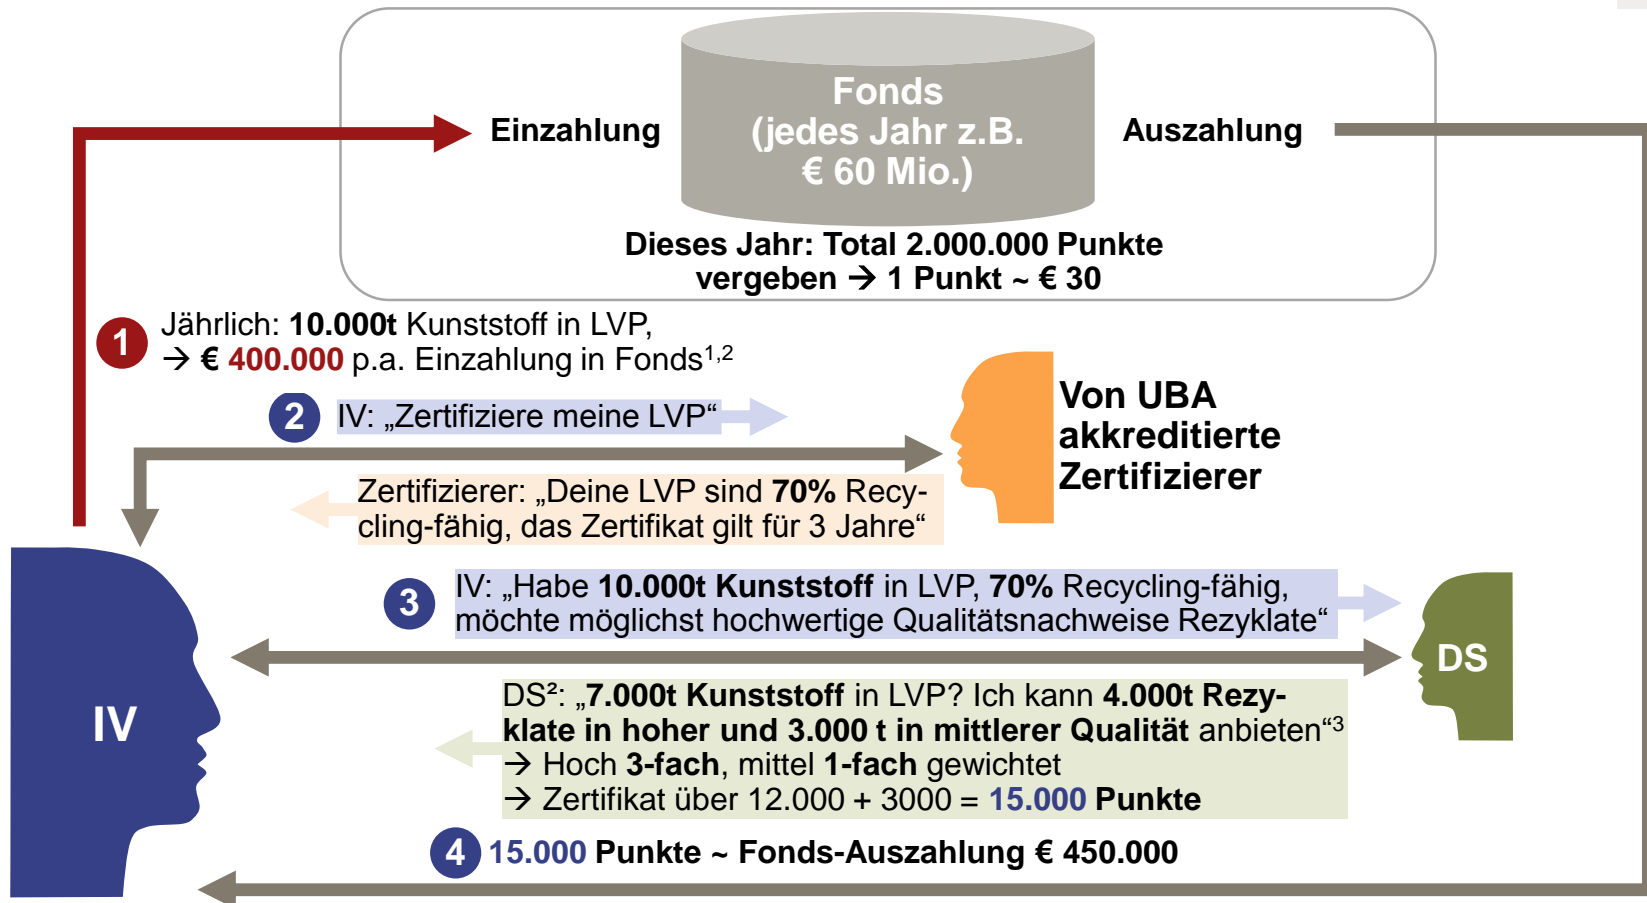 Fonds
(jedes Jahr z.B.
€ 60 Mio.)
Einzahlung
Auszahlung
Dieses Jahr: Total 2.000.000 Punkte
vergeben → 1 Punkt ~ € 30
1
Jährlich: 10.000t Kunststoff in LVP,
→ € 400.000 p.a. Einzahlung in Fonds¹,²
2
IV: „Zertifiziere meine LVP“
Von UBA
akkreditierte
Zertifizierer
Zertifizierer: „Deine LVP sind 70% Recy-
cling-fähig, das Zertifikat gilt für 3 Jahre“
3
IV: „Habe 10.000t Kunststoff in LVP, 70% Recycling-fähig,
möchte möglichst hochwertige Qualitätsnachweise Rezyklate“
IV
DS
DS²: „7.000t Kunststoff in LVP? Ich kann 4.000t Rezy-
klate in hoher und 3.000 t in mittlerer Qualität anbieten“³
→ Hoch 3-fach, mittel 1-fach gewichtet
→ Zertifikat über 12.000 + 3000 = 15.000 Punkte
4
15.000 Punkte ~ Fonds-Auszahlung € 450.000